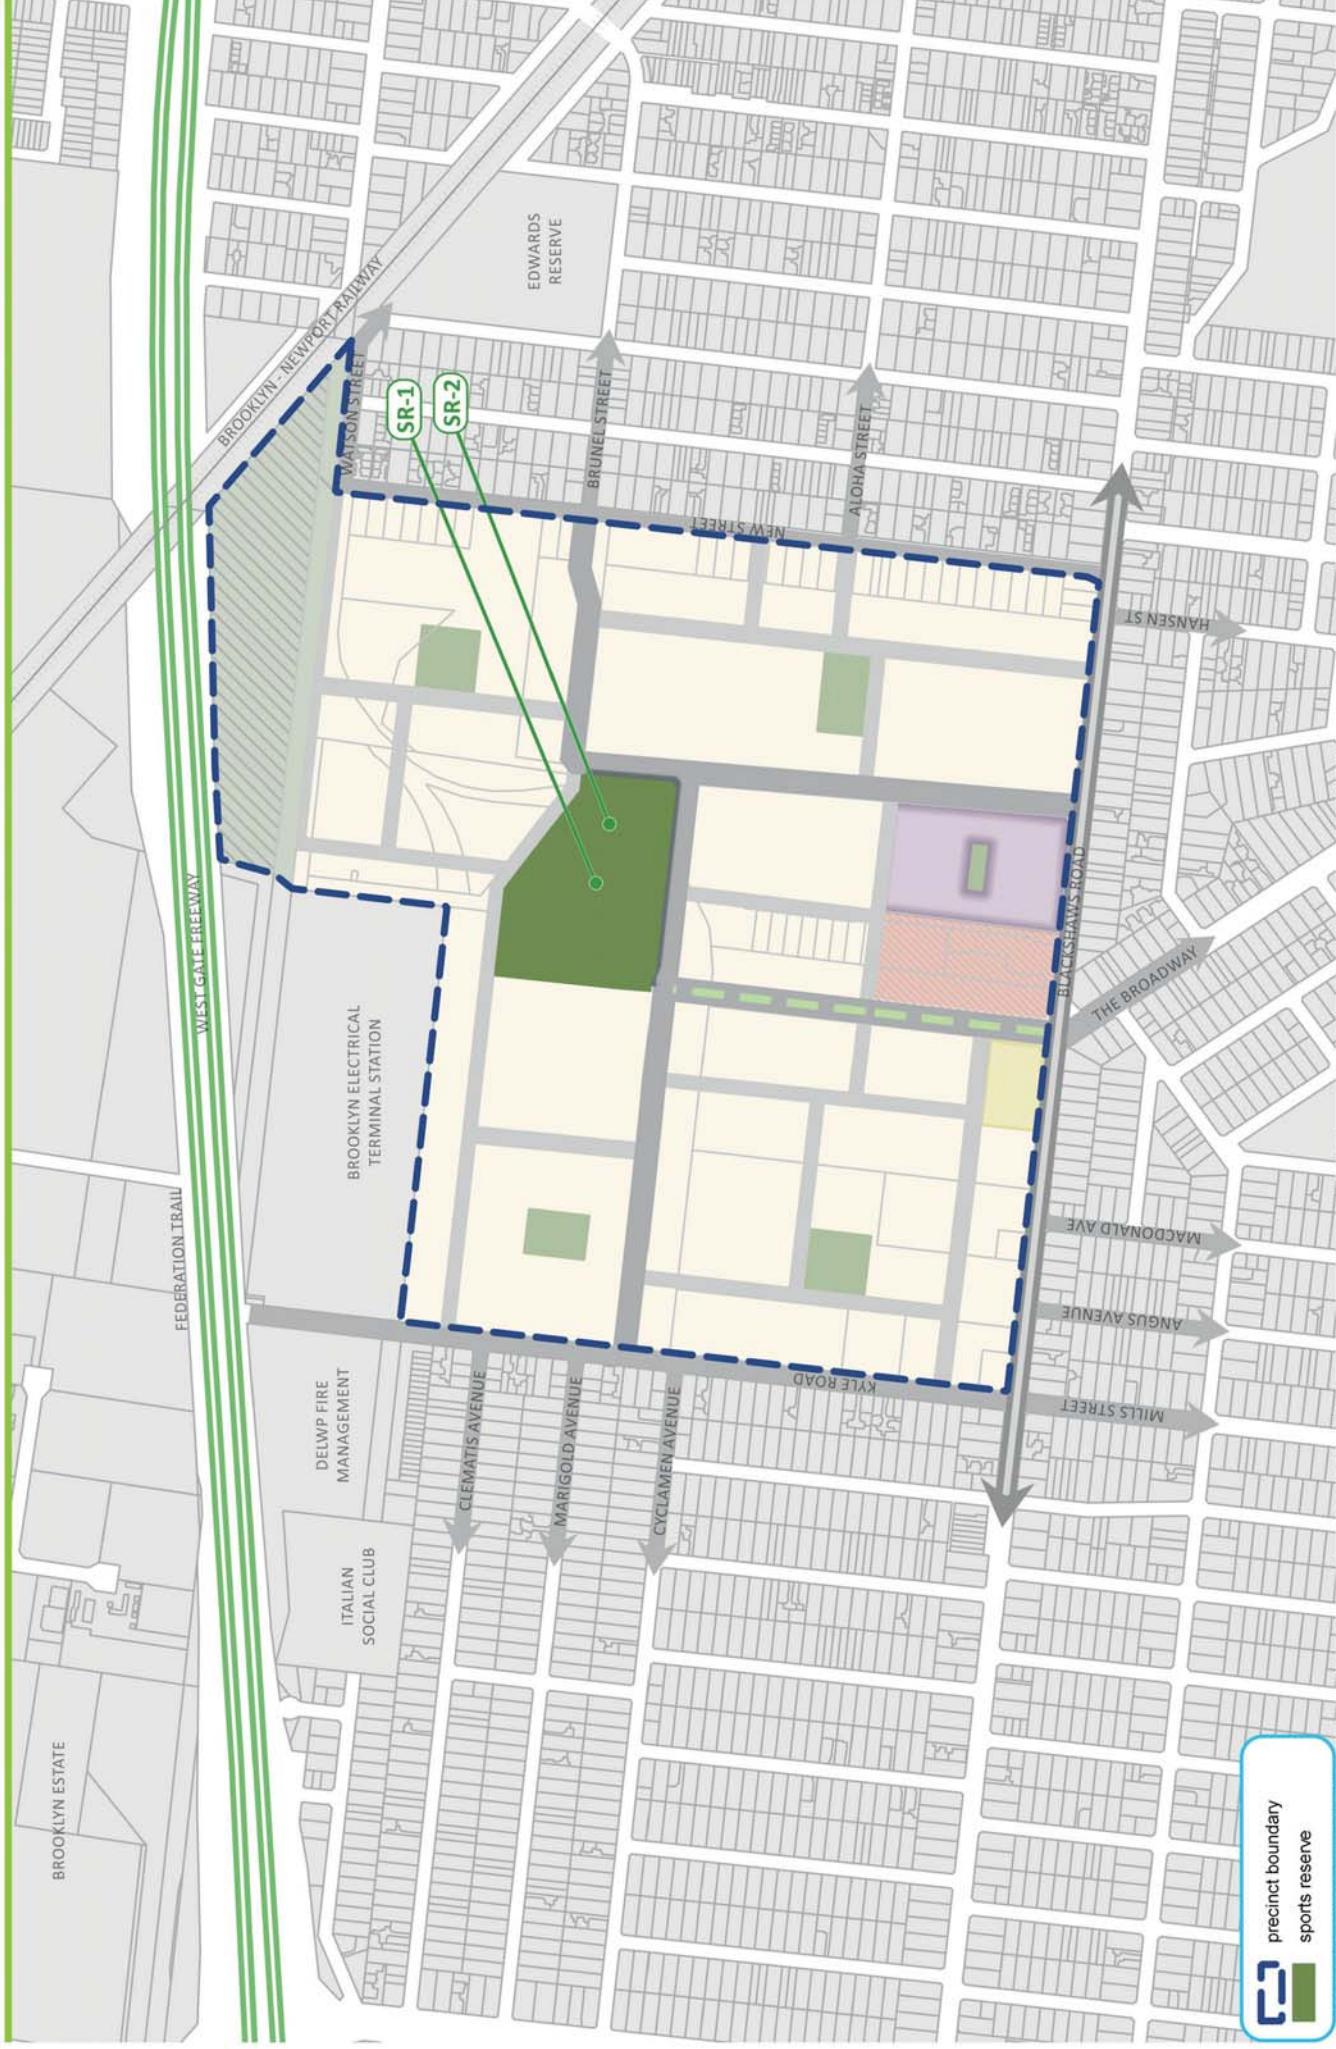 BROOKLYN ESTATE
FEDERATION TRAIL
WEST GATE FREEWAY
BROOKLYN - NEWPORT RAILWAY
ITALIAN
SOCIAL CLUB
DELWP FIRE
MANAGEMENT
BROOKLYN ELECTRICAL
TERMINAL STATION
WATSON STREET
EDWARDS
RESERVE
SR-1
SR-2
CLEMATIS AVENUE
MARIGOLD AVENUE
CYCLAMEN AVENUE
BRUNEL STREET
NEW STREET
ALOHA STREET
KYLE ROAD
BLACKSHAWS ROAD
MILLS STREET
ANGUS AVENUE
MACDONALD AVE
THE BROADWAY
HANSEN ST
precinct boundary
sports reserve